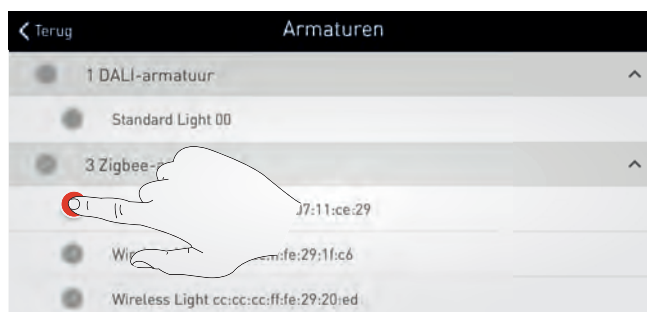 Terug
Armaturen
1 DALI-armatuur
Standard Light 00
3 Zigbee-
07:11:ce:29
fe:29:1f:c6
Wireless Light cc:cc:cc:ff:fe:29:20:ed